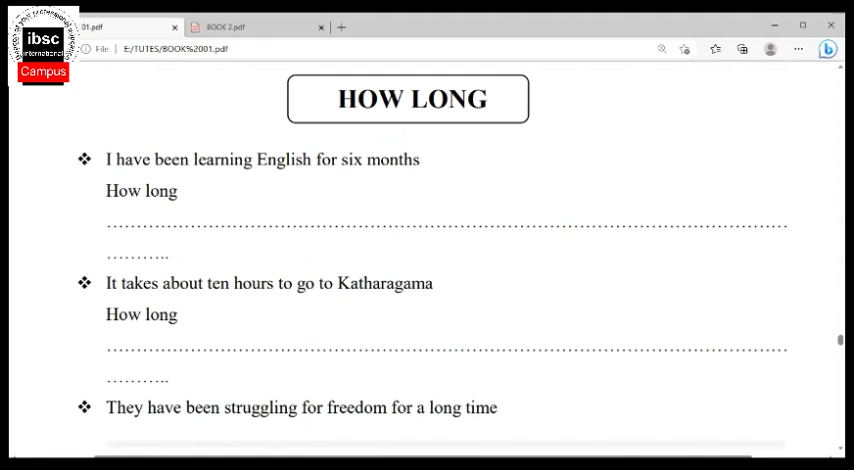 01.pdf
BOOK 2.pdf
ibsc
international
Campus
File
E:/TUTES/BOOK%2001.pdf
HOW LONG
❖ I have been learning English for six months
How long
……………………………………………………………………………………………………
………..
❖ It takes about ten hours to go to Katharagama
How long
……………………………………………………………………………………………………
………..
❖ They have been struggling for freedom for a long time